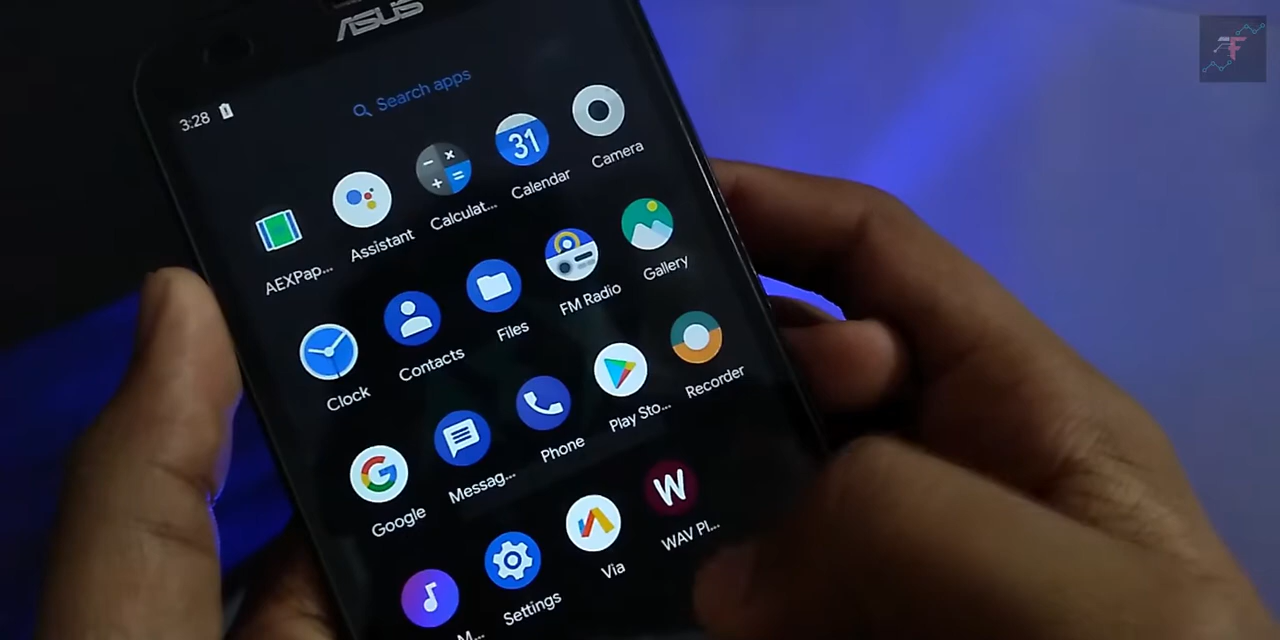 ASUS
3:28
Search apps
AEXPap...
Assistant
Calculat...
31
Calendar
Camera
Clock
Contacts
Files
FM Radio
Gallery
G
Google
Messag...
Phone
Play Sto...
Recorder
M...
Settings
Via
W
WAV Pl...